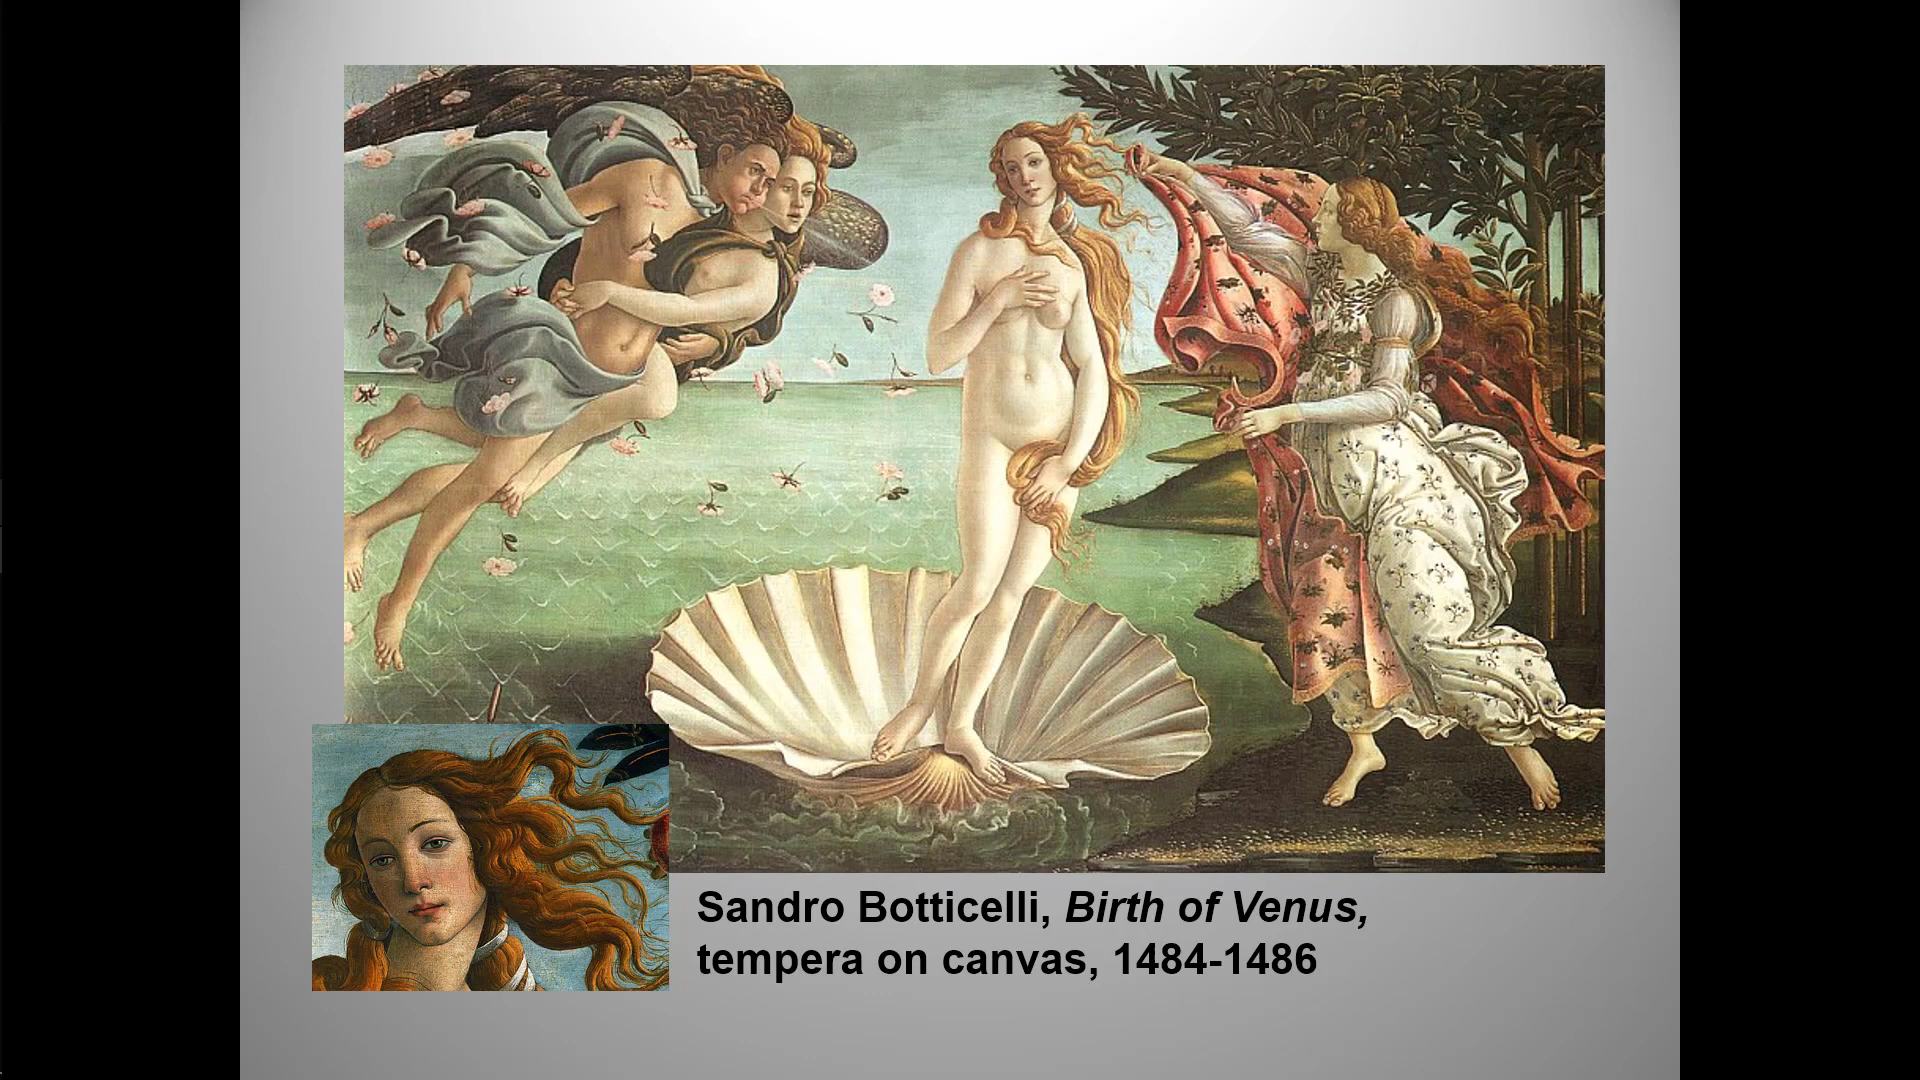 Sandro Botticelli, Birth of Venus,
tempera on canvas, 1484-1486